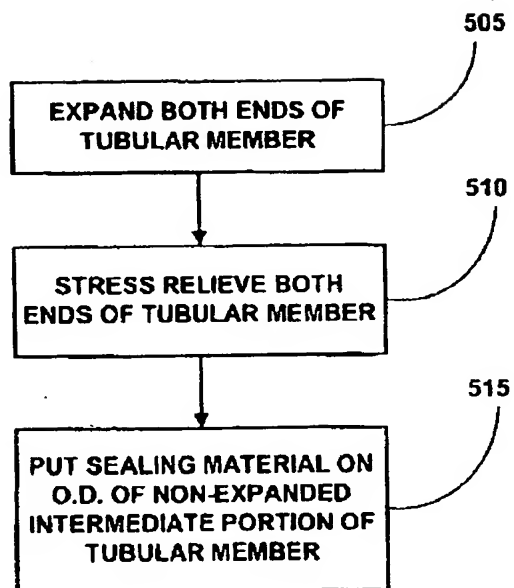 505
EXPAND BOTH ENDS OF
TUBULAR MEMBER
510
STRESS RELIEVE BOTH
ENDS OF TUBULAR MEMBER
515
PUT SEALING MATERIAL ON
O.D. OF NON-EXPANDED
INTERMEDIATE PORTION OF
TUBULAR MEMBER